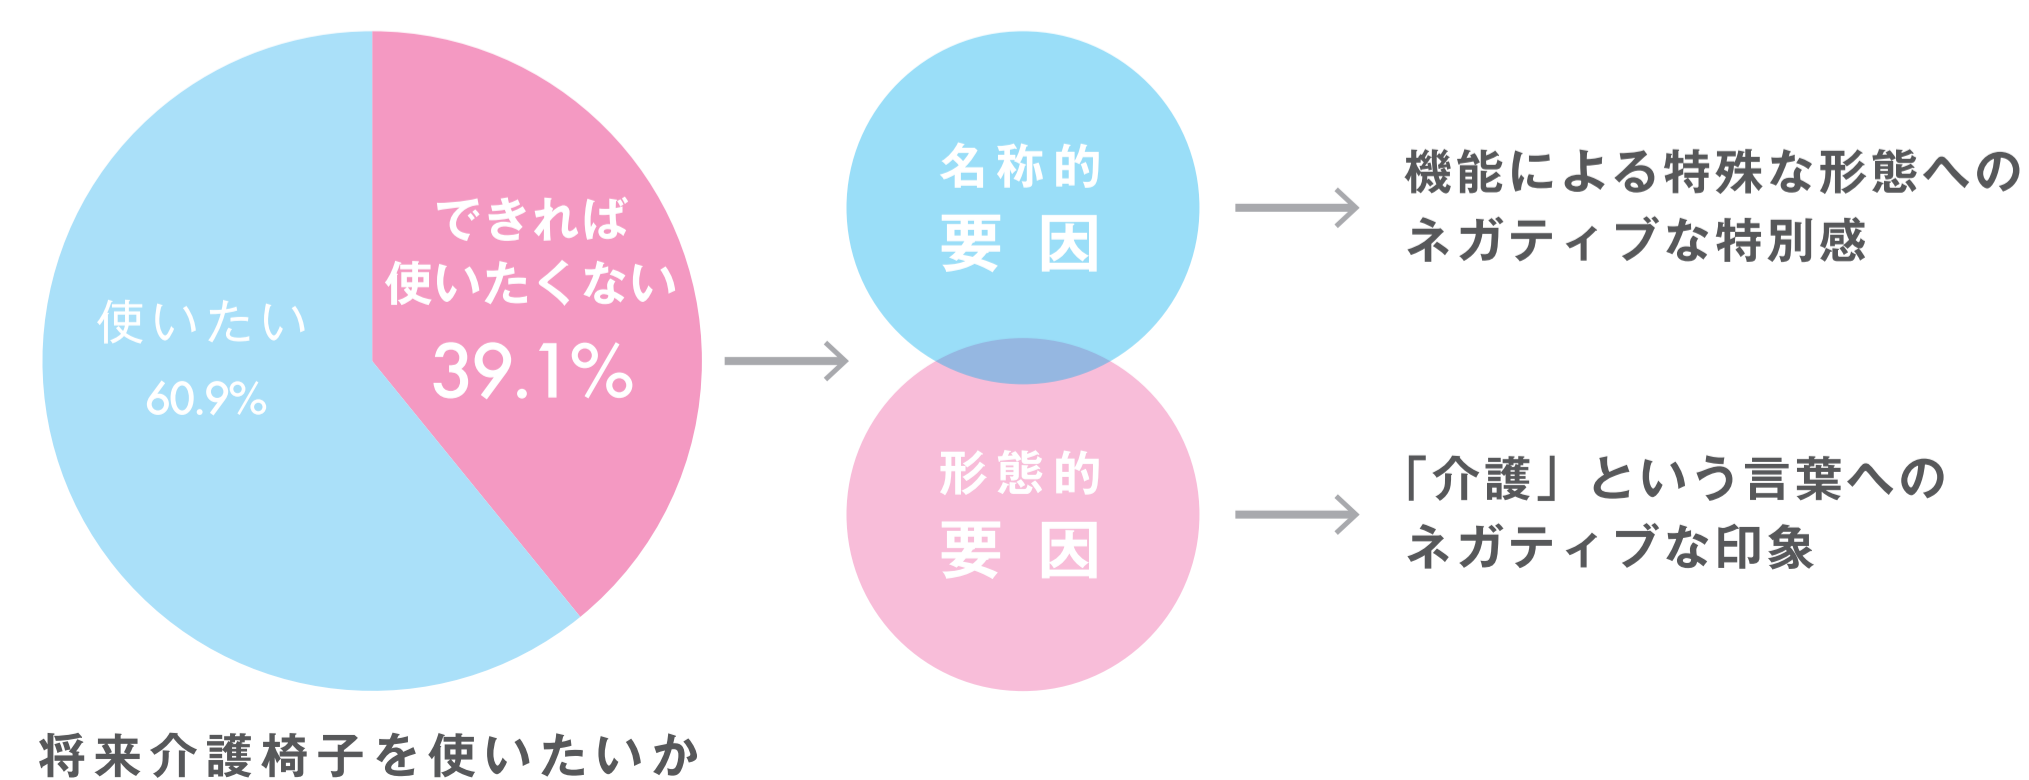 使いたい
60.9%
できれば
使いたくない
39.1%
将来介護椅子を使いたいか
名称的
要因
形態的
要因
機能による特殊な形態への
ネガティブな特別感
「介護」という言葉への
ネガティブな印象